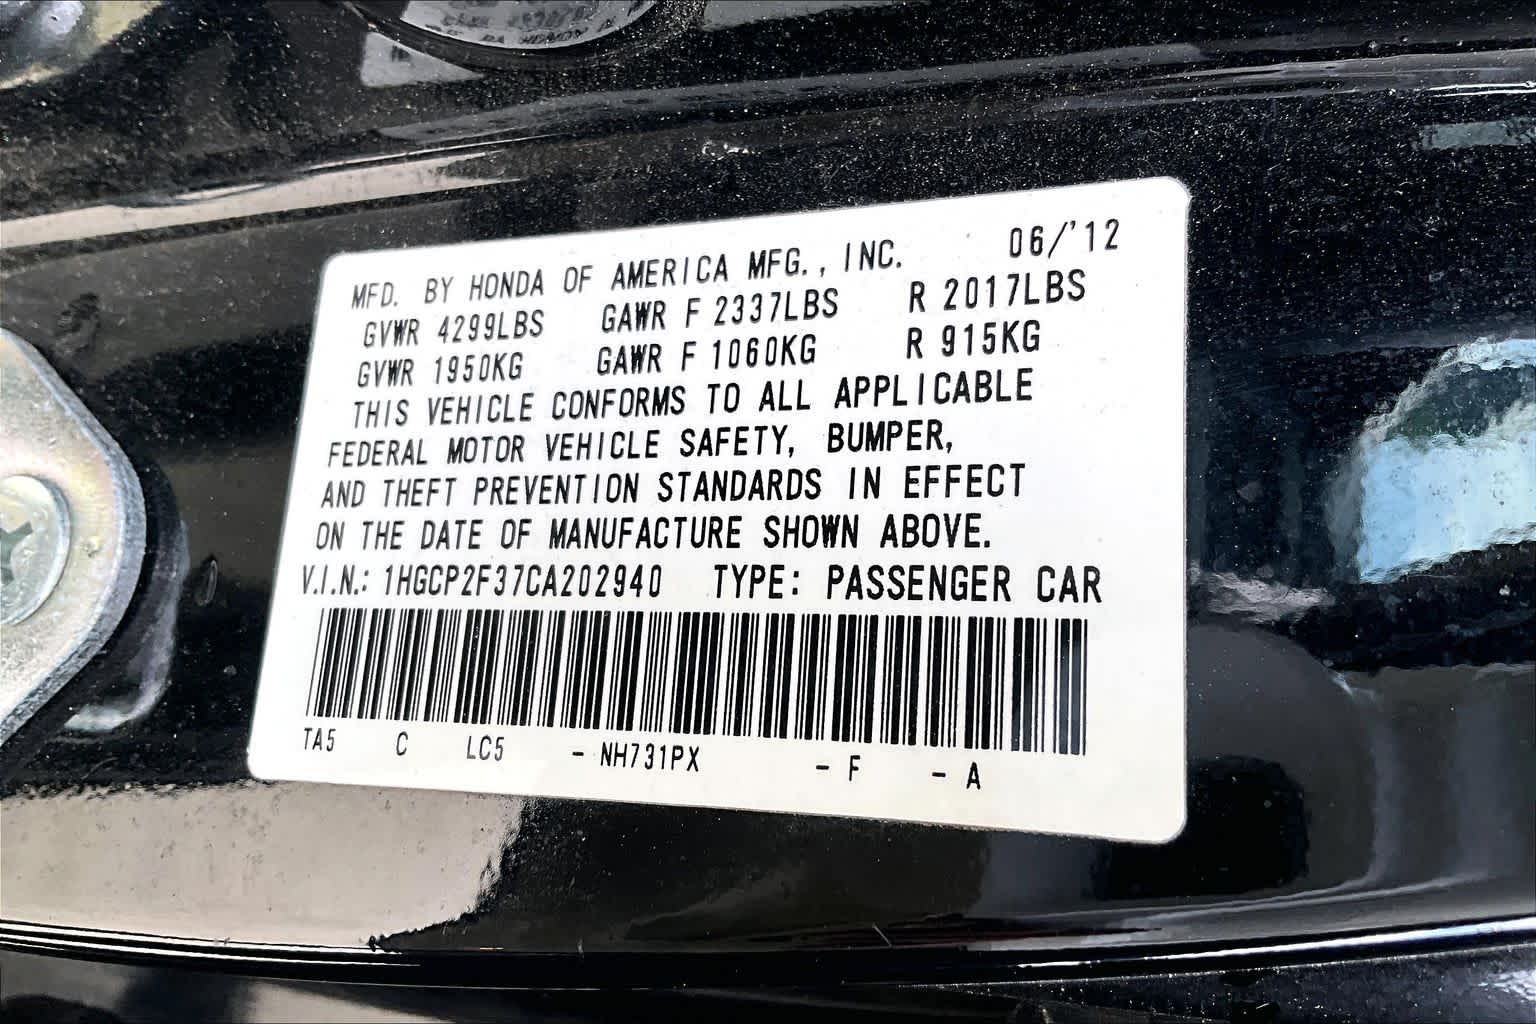 MFD. BY HONDA OF AMERICA MFG., INC. 06/'12
GVWR 4299LBS GAWR F 2337LBS R 2017LBS
GVWR 1950KG GAWR F 1060KG R 915KG
THIS VEHICLE CONFORMS TO ALL APPLICABLE
FEDERAL MOTOR VEHICLE SAFETY, BUMPER,
AND THEFT PREVENTION STANDARDS IN EFFECT
ON THE DATE OF MANUFACTURE SHOWN ABOVE.
V.I.N.: 1HGCP2F37CA202940 TYPE: PASSENGER CAR
TA5 C LC5 - NH731PX - F - A